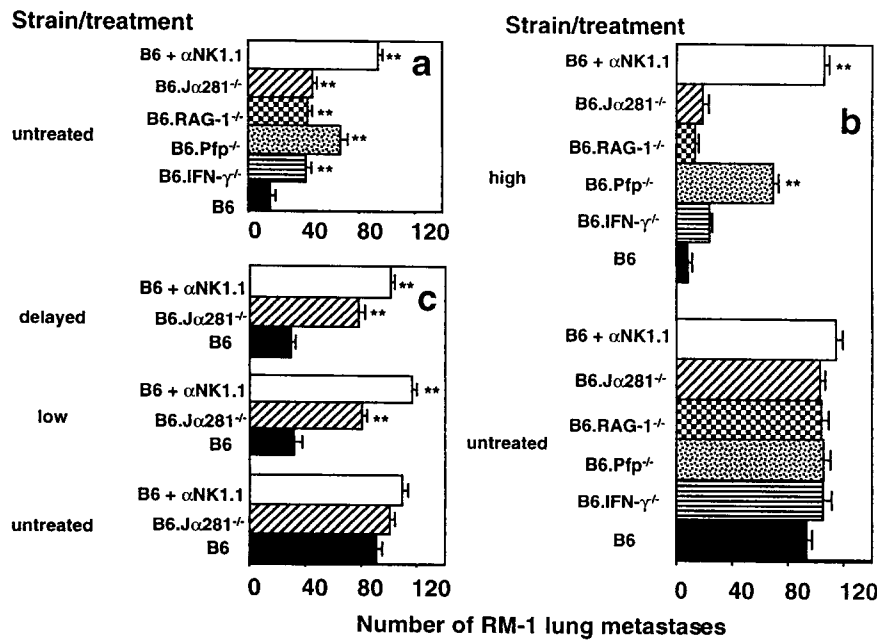 Strain/treatment
a
B6 + αNK1.1 **
B6.Jα281-/- **
B6.RAG-1-/- **
untreated
B6.Pfp-/- **
B6.IFN-γ-/- **
B6
0 40 80 120
c
delayed
B6 + αNK1.1 **
B6.Jα281-/- **
B6
low
B6 + αNK1.1 **
B6.Jα281-/- **
B6
untreated
B6 + αNK1.1
B6.Jα281-/-
B6
0 40 80 120
Strain/treatment
b
B6 + αNK1.1 **
B6.Jα281-/-
B6.RAG-1-/-
high
B6.Pfp-/- **
B6.IFN-γ-/-
B6
B6 + αNK1.1
B6.Jα281-/-
B6.RAG-1-/-
untreated
B6.Pfp-/-
B6.IFN-γ-/-
B6
0 40 80 120
Number of RM-1 lung metastases